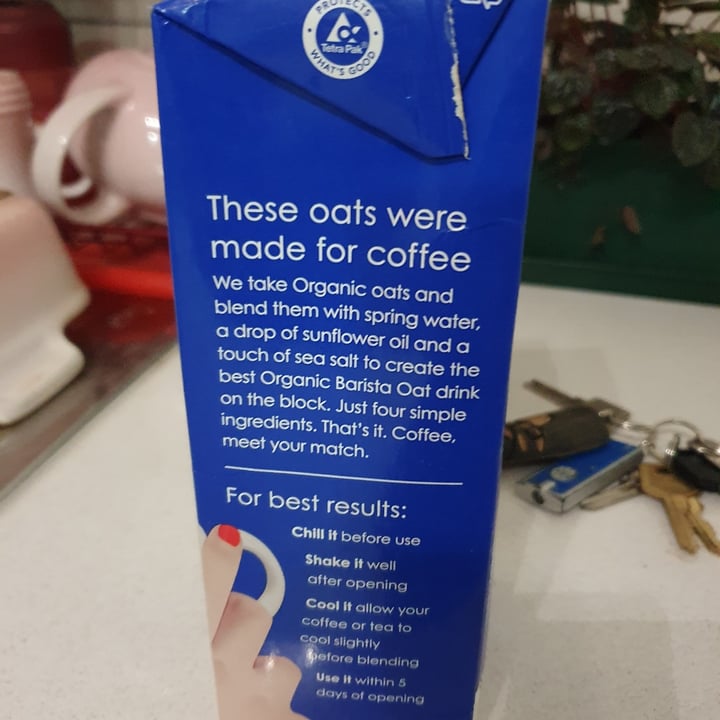 PROTECTS
Tetra Pak
WHAT'S GOOD
These oats were
made for coffee
We take Organic oats and
blend them with spring water,
a drop of sunflower oil and a
touch of sea salt to create the
best Organic Barista Oat drink
on the block. Just four simple
ingredients. That's it. Coffee,
meet your match.
For best results:
Chill it before use
Shake it well
after opening
Cool it allow your
coffee or tea to
cool slightly
before blending
Use it within 5
days of opening